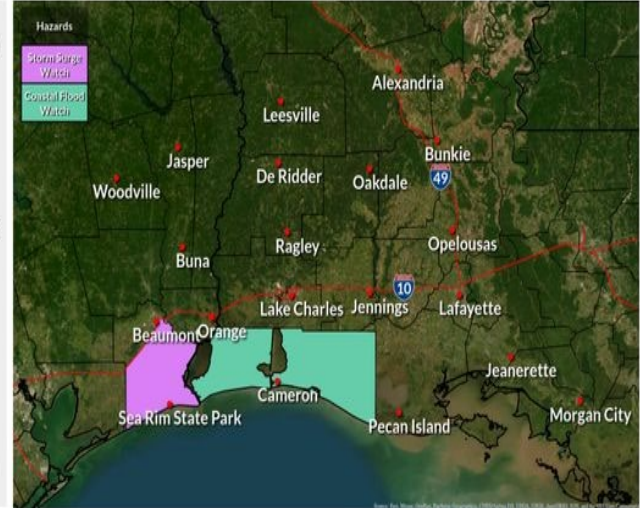 Hazards
Storm Surge
Watch
Coastal Flood
Watch
Alexandria
Leesville
Bunkie
Jasper
De Ridder
Oakdale
49
Woodville
Opelousas
Ragley
Buna
10
Lake Charles
Jennings
Lafayette
Beaumont
Orange
Jeanerette
Cameron
Sea Rim State Park
Pecan Island
Morgan City